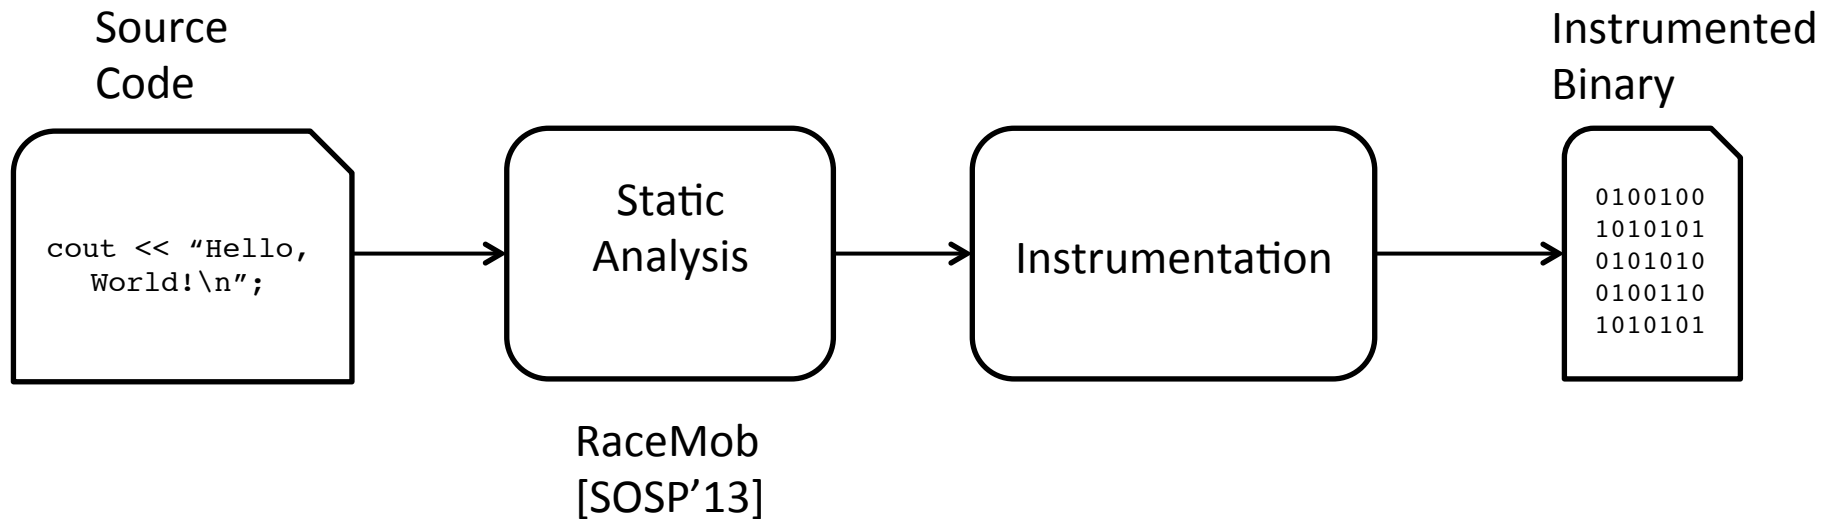 Source
Code
cout << “Hello,
World!\n”;
Static
Analysis
RaceMob
[SOSP’13]
Instrumentation
Instrumented
Binary
0100100
1010101
0101010
0100110
1010101